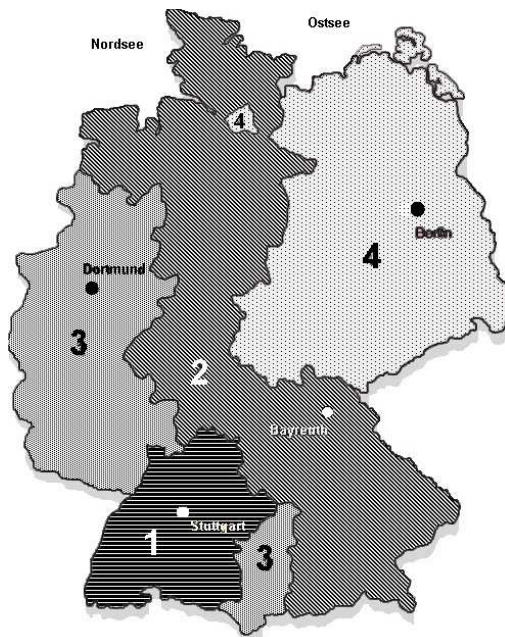 Nordsee
Ostsee
4
Berlin
4
Dortmund
3
2
Bayreuth
Stuttgart
1
3